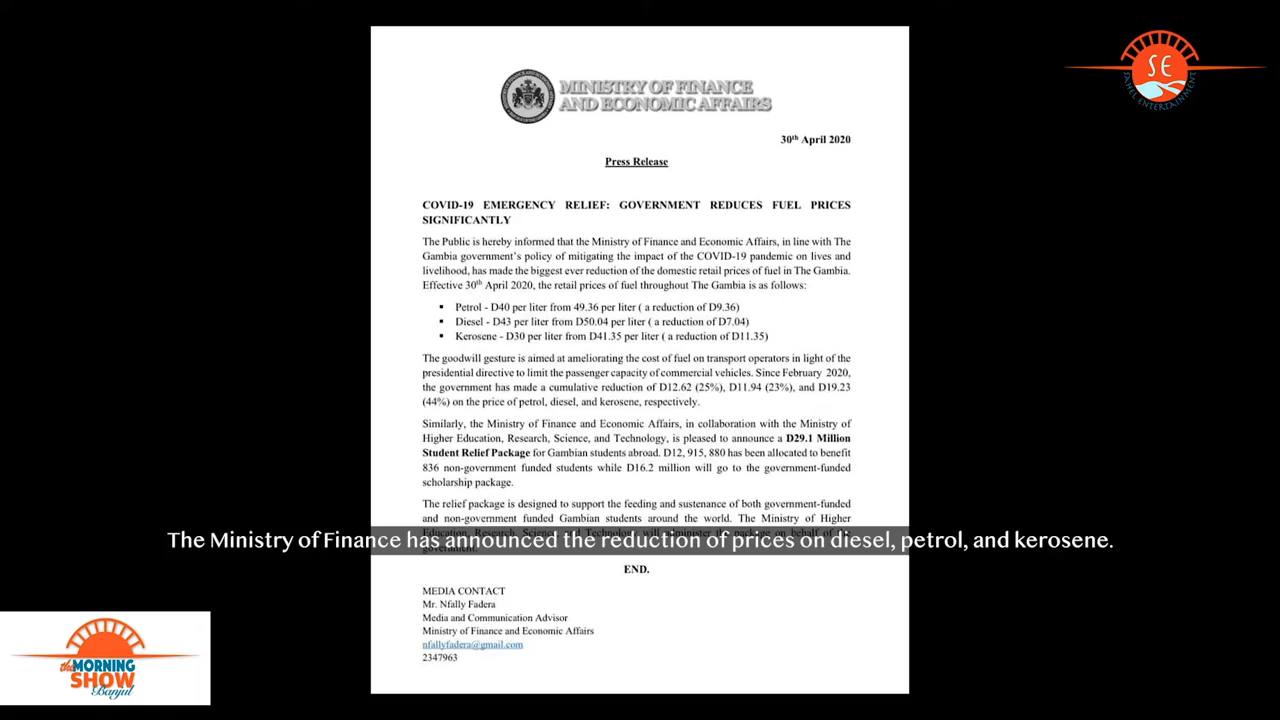 MINISTRY OF FINANCE
AND ECONOMIC AFFAIRS
SE
SAHEL ENTERTAINMENT
30th April 2020
Press Release
COVID-19 EMERGENCY RELIEF: GOVERNMENT REDUCES FUEL PRICES
SIGNIFICANTLY
The Public is hereby informed that the Ministry of Finance and Economic Affairs, in line with The
Gambia government's policy of mitigating the impact of the COVID-19 pandemic on lives and
livelihood, has made the biggest ever reduction of the domestic retail prices of fuel in The Gambia.
Effective 30th April 2020, the retail prices of fuel throughout The Gambia is as follows:
▪ Petrol - D40 per liter from 49.36 per liter ( a reduction of D9.36)
▪ Diesel - D43 per liter from D50.04 per liter ( a reduction of D7.04)
▪ Kerosene - D30 per liter from D41.35 per liter ( a reduction of D11.35)
The goodwill gesture is aimed at ameliorating the cost of fuel on transport operators in light of the
presidential directive to limit the passenger capacity of commercial vehicles. Since February 2020,
the government has made a cumulative reduction of D12.62 (25%), D11.94 (23%), and D19.23
(44%) on the price of petrol, diesel, and kerosene, respectively.
Similarly, the Ministry of Finance and Economic Affairs, in collaboration with the Ministry of
Higher Education, Research, Science, and Technology, is pleased to announce a D29.1 Million
Student Relief Package for Gambian students abroad. D12, 915, 880 has been allocated to benefit
836 non-government funded students while D16.2 million will go to the government-funded
scholarship package.
The relief package is designed to support the feeding and sustenance of both government-funded
and non-government funded Gambian students around the world. The Ministry of Higher
Education, Research, Science and Technology will administer the package on behalf of the
government.
The Ministry of Finance has announced the reduction of prices on diesel, petrol, and kerosene.
END.
MEDIA CONTACT
Mr. Nfally Fadera
Media and Communication Advisor
Ministry of Finance and Economic Affairs
nfallyfadera@gmail.com
2347963
the MORNING
SHOW
Banjul